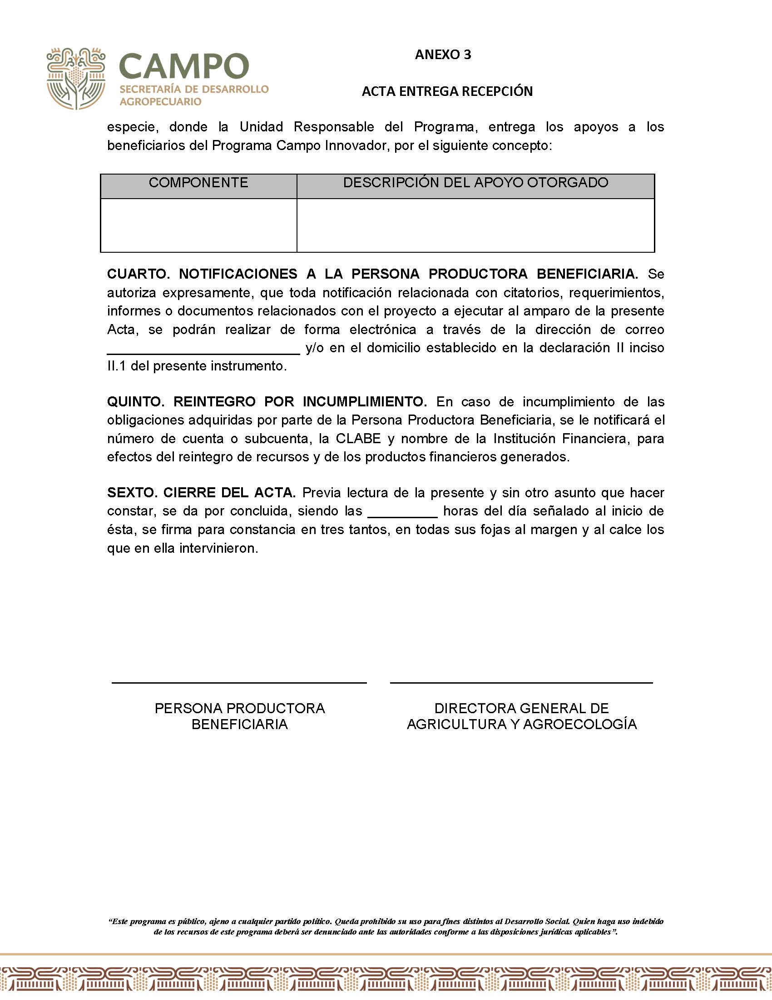 CAMPO
SECRETARÍA DE DESARROLLO
AGROPECUARIO
ANEXO 3
ACTA ENTREGA RECEPCIÓN
especie, donde la Unidad Responsable del Programa, entrega los apoyos a los
beneficiarios del Programa Campo Innovador, por el siguiente concepto:
COMPONENTE
DESCRIPCIÓN DEL APOYO OTORGADO
CUARTO. NOTIFICACIONES A LA PERSONA PRODUCTORA BENEFICIARIA. Se
autoriza expresamente, que toda notificación relacionada con citatorios, requerimientos,
informes o documentos relacionados con el proyecto a ejecutar al amparo de la presente
Acta, se podrán realizar de forma electrónica a través de la dirección de correo
_________________________ y/o en el domicilio establecido en la declaración II inciso
II.1 del presente instrumento.
QUINTO. REINTEGRO POR INCUMPLIMIENTO. En caso de incumplimiento de las
obligaciones adquiridas por parte de la Persona Productora Beneficiaria, se le notificará el
número de cuenta o subcuenta, la CLABE y nombre de la Institución Financiera, para
efectos del reintegro de recursos y de los productos financieros generados.
SEXTO. CIERRE DEL ACTA. Previa lectura de la presente y sin otro asunto que hacer
constar, se da por concluida, siendo las _________ horas del día señalado al inicio de
ésta, se firma para constancia en tres tantos, en todas sus fojas al margen y al calce los
que en ella intervinieron.
PERSONA PRODUCTORA
BENEFICIARIA
DIRECTORA GENERAL DE
AGRICULTURA Y AGROECOLOGÍA
“Este programa es público, ajeno a cualquier partido político. Queda prohibido su uso para fines distintos al Desarrollo Social. Quien haga uso indebido
de los recursos de este programa deberá ser denunciado ante las autoridades conforme a las disposiciones jurídicas aplicables”.